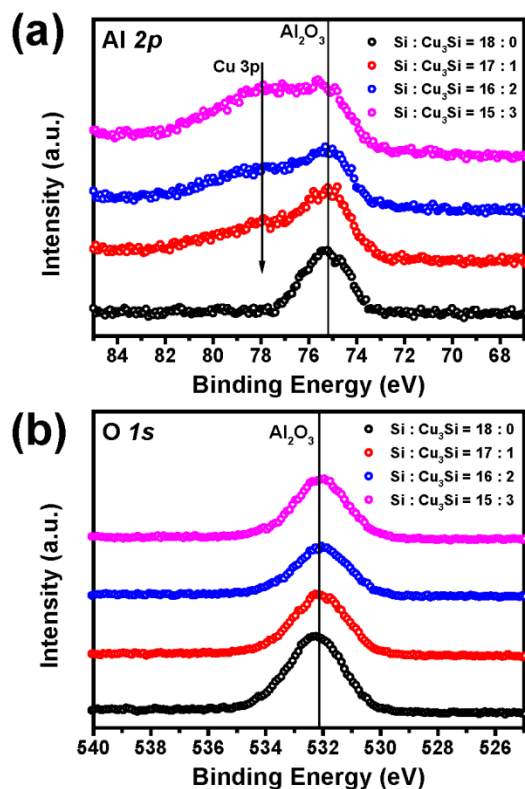 (a)
Al 2p
Al₂O₃
Cu 3p
Si : Cu₃Si = 18 : 0
Si : Cu₃Si = 17 : 1
Si : Cu₃Si = 16 : 2
Si : Cu₃Si = 15 : 3
Intensity (a.u.)
84 82 80 78 76 74 72 70 68
Binding Energy (eV)
(b)
O 1s
Al₂O₃
Si : Cu₃Si = 18 : 0
Si : Cu₃Si = 17 : 1
Si : Cu₃Si = 16 : 2
Si : Cu₃Si = 15 : 3
Intensity (a.u.)
540 538 536 534 532 530 528 526
Binding Energy (eV)